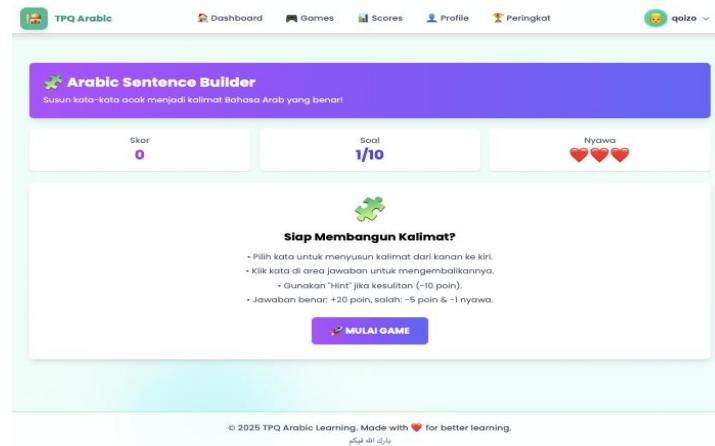 TPQ Arabic
Dashboard
Games
Scores
Profile
Peringkat
qoizo
Arabic Sentence Builder
Susun kata-kata acak menjadi kalimat Bahasa Arab yang benar!
Skor
0
Soal
1/10
Nyawa
Siap Membangun Kalimat?
• Pilih kata untuk menyusun kalimat dari kanan ke kiri.
• Klik kata di area jawaban untuk mengembalikannya.
• Gunakan "Hint" jika kesulitan (-10 poin).
• Jawaban benar: +20 poin, salah: -5 poin & -1 nyawa.
MULAI GAME
© 2025 TPQ Arabic Learning. Made with ❤️ for better learning.
بارك الله فيكم